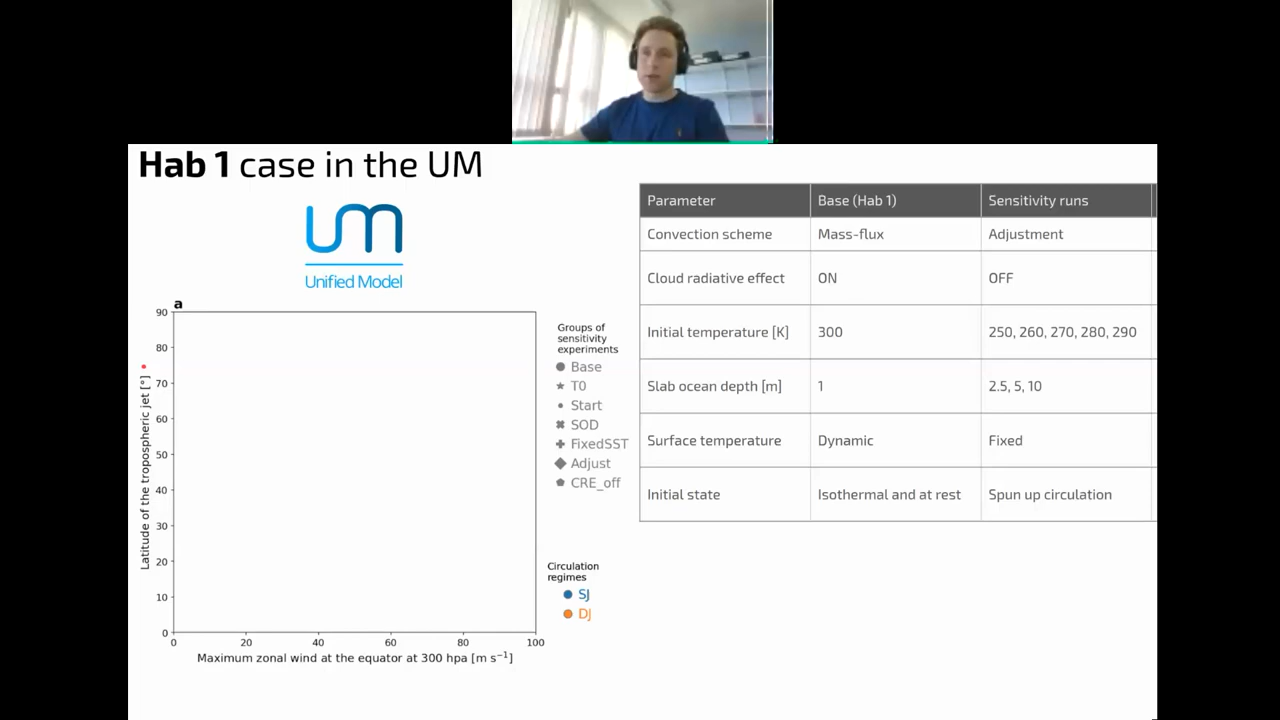 Hab 1 case in the UM
um
Unified Model
a
90
80
70
60
50
40
30
20
10
0
0 20 40 60 80 100
Latitude of the tropospheric jet [°]
Maximum zonal wind at the equator at 300 hpa [m s⁻¹]
Groups of
sensitivity
experiments
Base
T0
Start
SOD
FixedSST
Adjust
CRE_off
Circulation
regimes
SJ
DJ
Parameter Base (Hab 1) Sensitivity runs
Convection scheme Mass-flux Adjustment
Cloud radiative effect ON OFF
Initial temperature [K] 300 250, 260, 270, 280, 290
Slab ocean depth [m] 1 2.5, 5, 10
Surface temperature Dynamic Fixed
Initial state Isothermal and at rest Spun up circulation